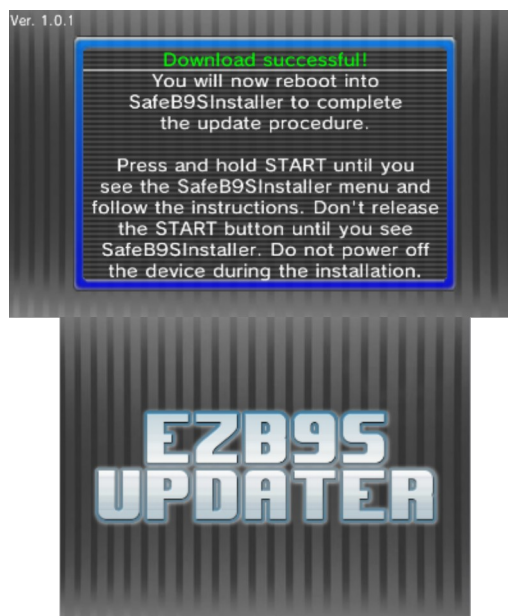 Ver. 1.0.1
Download successful!
You will now reboot into
SafeB9SInstaller to complete
the update procedure.
Press and hold START until you
see the SafeB9SInstaller menu and
follow the instructions. Don't release
the START button until you see
SafeB9SInstaller. Do not power off
the device during the installation.
EZB9S
UPDATER